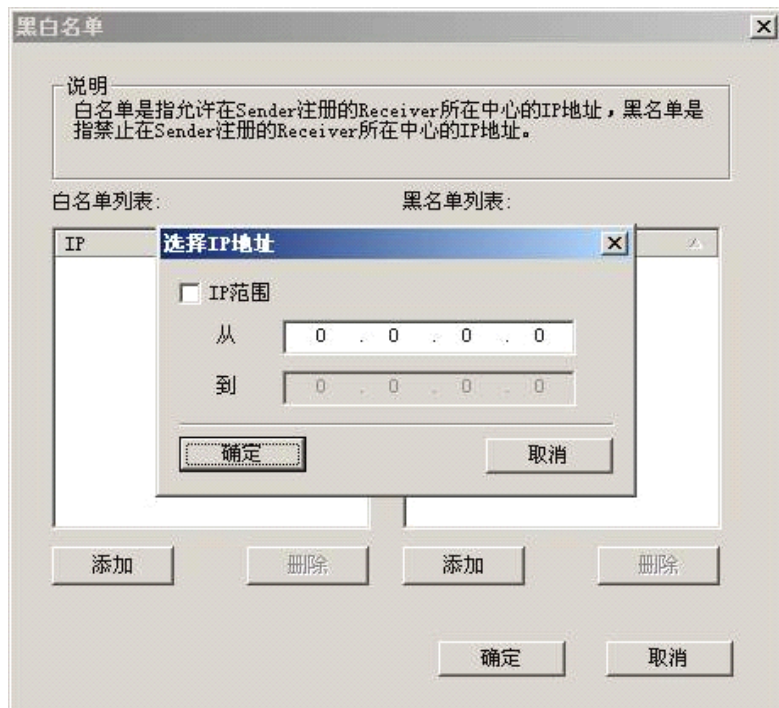 黑白名单
说明
白名单是指允许在Sender注册的Receiver所在中心的IP地址，黑名单是
指禁止在Sender注册的Receiver所在中心的IP地址。
白名单列表:
黑名单列表:
IP
选择IP地址
IP范围
从 0 . 0 . 0 . 0
到 0 . 0 . 0 . 0
确定 取消
添加 删除 添加 删除
确定 取消